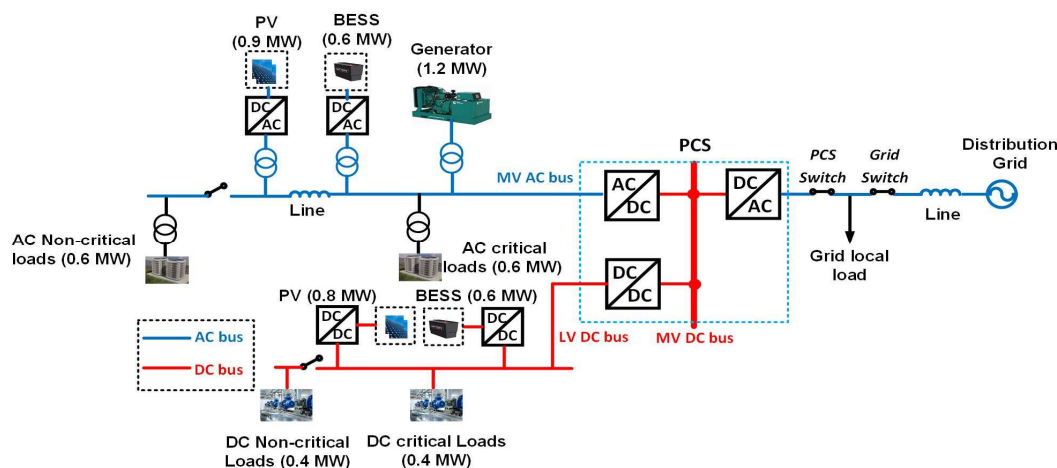 PV
(0.9 MW)
BESS
(0.6 MW)
Generator
(1.2 MW)
DC
AC
DC
AC
PCS
PCS
Switch
Grid
Switch
Distribution
Grid
MV AC bus
AC
DC
DC
AC
Line
Line
AC Non-critical
loads (0.6 MW)
AC critical
loads (0.6 MW)
Grid local
load
DC
DC
PV (0.8 MW)
BESS (0.6 MW)
DC
DC
DC
DC
LV DC bus
MV DC bus
AC bus
DC bus
DC Non-critical
Loads (0.4 MW)
DC critical Loads
(0.4 MW)